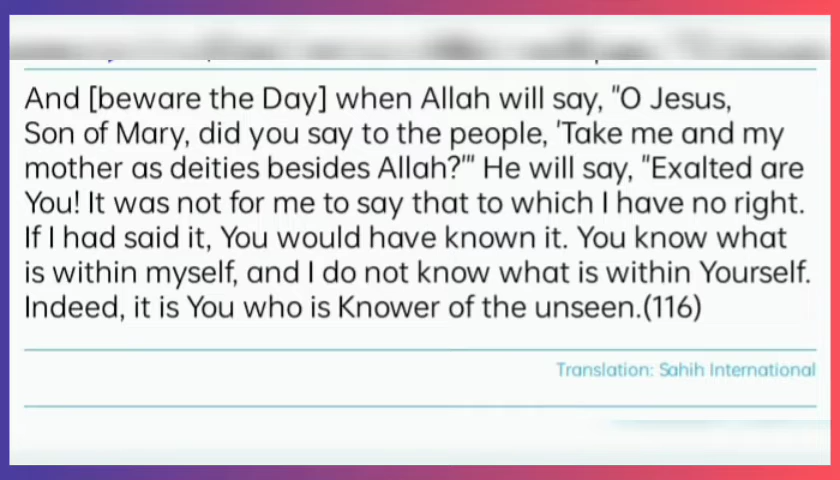 And [beware the Day] when Allah will say, "O Jesus,
Son of Mary, did you say to the people, 'Take me and my
mother as deities besides Allah?'" He will say, "Exalted are
You! It was not for me to say that to which I have no right.
If I had said it, You would have known it. You know what
is within myself, and I do not know what is within Yourself.
Indeed, it is You who is Knower of the unseen.(116)
Translation: Sahih International